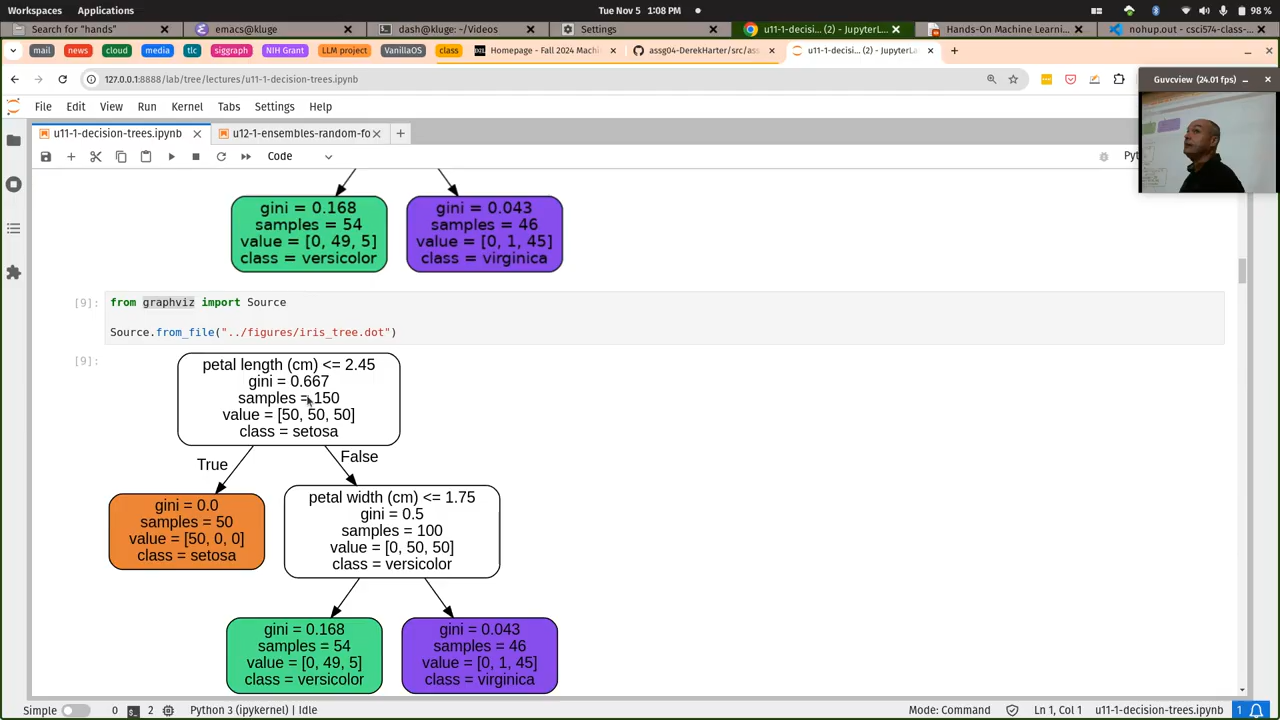 Workspaces Applications Tue Nov 5 1:08 PM 98 %
Search for "hands" emacs@kluge dash@kluge: ~/Videos Settings u11-1-decisi… (2) - JupyterL… Hands-On Machine Learni… nohup.out - csci574-class-…
mail news cloud media tlc siggraph NIH Grant LLM project VanillaOS class Homepage - Fall 2024 Machin… assg04-DerekHarter/src/ass… u11-1-decisi… (2) - JupyterL…
127.0.0.1:8888/lab/tree/lectures/u11-1-decision-trees.ipynb
Guvcview (24.01 fps)
File Edit View Run Kernel Tabs Settings Help
u11-1-decision-trees.ipynb u12-1-ensembles-random-fo
Code
gini = 0.168
samples = 54
value = [0, 49, 5]
class = versicolor
gini = 0.043
samples = 46
value = [0, 1, 45]
class = virginica
[9]: from graphviz import Source
Source.from_file("../figures/iris_tree.dot")
[9]:
petal length (cm) <= 2.45
gini = 0.667
samples = 150
value = [50, 50, 50]
class = setosa
True False
gini = 0.0
samples = 50
value = [50, 0, 0]
class = setosa
petal width (cm) <= 1.75
gini = 0.5
samples = 100
value = [0, 50, 50]
class = versicolor
gini = 0.168
samples = 54
value = [0, 49, 5]
class = versicolor
gini = 0.043
samples = 46
value = [0, 1, 45]
class = virginica
Simple 0 2 Python 3 (ipykernel) | Idle Mode: Command Ln 1, Col 1 u11-1-decision-trees.ipynb 1